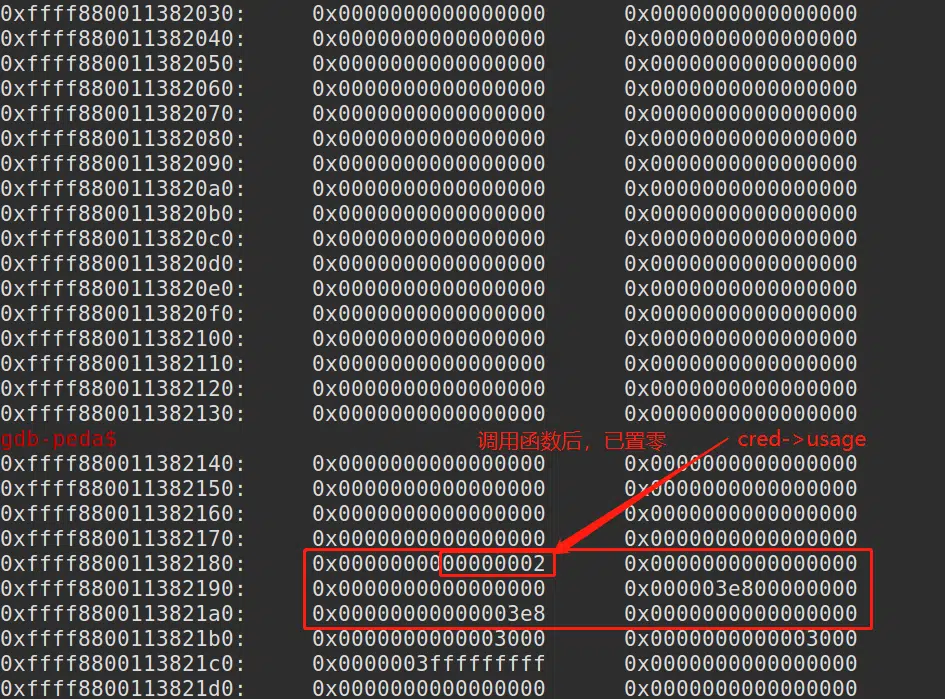 0xffff880011382030: 0x0000000000000000 0x0000000000000000
0xffff880011382040: 0x0000000000000000 0x0000000000000000
0xffff880011382050: 0x0000000000000000 0x0000000000000000
0xffff880011382060: 0x0000000000000000 0x0000000000000000
0xffff880011382070: 0x0000000000000000 0x0000000000000000
0xffff880011382080: 0x0000000000000000 0x0000000000000000
0xffff880011382090: 0x0000000000000000 0x0000000000000000
0xffff8800113820a0: 0x0000000000000000 0x0000000000000000
0xffff8800113820b0: 0x0000000000000000 0x0000000000000000
0xffff8800113820c0: 0x0000000000000000 0x0000000000000000
0xffff8800113820d0: 0x0000000000000000 0x0000000000000000
0xffff8800113820e0: 0x0000000000000000 0x0000000000000000
0xffff8800113820f0: 0x0000000000000000 0x0000000000000000
0xffff880011382100: 0x0000000000000000 0x0000000000000000
0xffff880011382110: 0x0000000000000000 0x0000000000000000
0xffff880011382120: 0x0000000000000000 0x0000000000000000
0xffff880011382130: 0x0000000000000000 0x0000000000000000
gdb-peda$ 调用函数后，已置零 cred->usage
0xffff880011382140: 0x0000000000000000 0x0000000000000000
0xffff880011382150: 0x0000000000000000 0x0000000000000000
0xffff880011382160: 0x0000000000000000 0x0000000000000000
0xffff880011382170: 0x0000000000000000 0x0000000000000000
0xffff880011382180: 0x0000000000000002 0x0000000000000000
0xffff880011382190: 0x0000000000000000 0x000003e800000000
0xffff8800113821a0: 0x00000000000003e8 0x0000000000000000
0xffff8800113821b0: 0x0000000000003000 0x0000000000003000
0xffff8800113821c0: 0x0000003fffffffff 0x0000000000000000
0xffff8800113821d0: 0x0000000000000000 0x0000000000000000